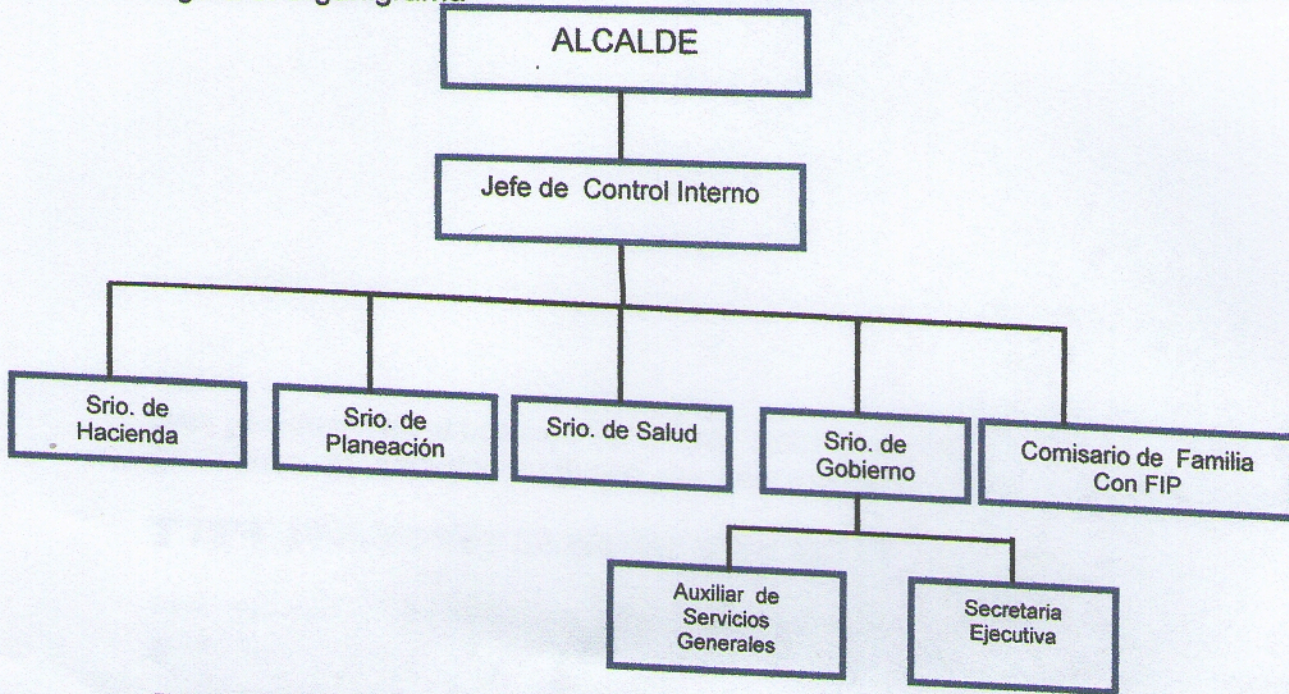 ALCALDE
Jefe de Control Interno
Srio. de
Hacienda
Srio. de
Planeación
Srio. de Salud
Srio. de
Gobierno
Comisario de Familia
Con FIP
Auxiliar de
Servicios
Generales
Secretaria
Ejecutiva